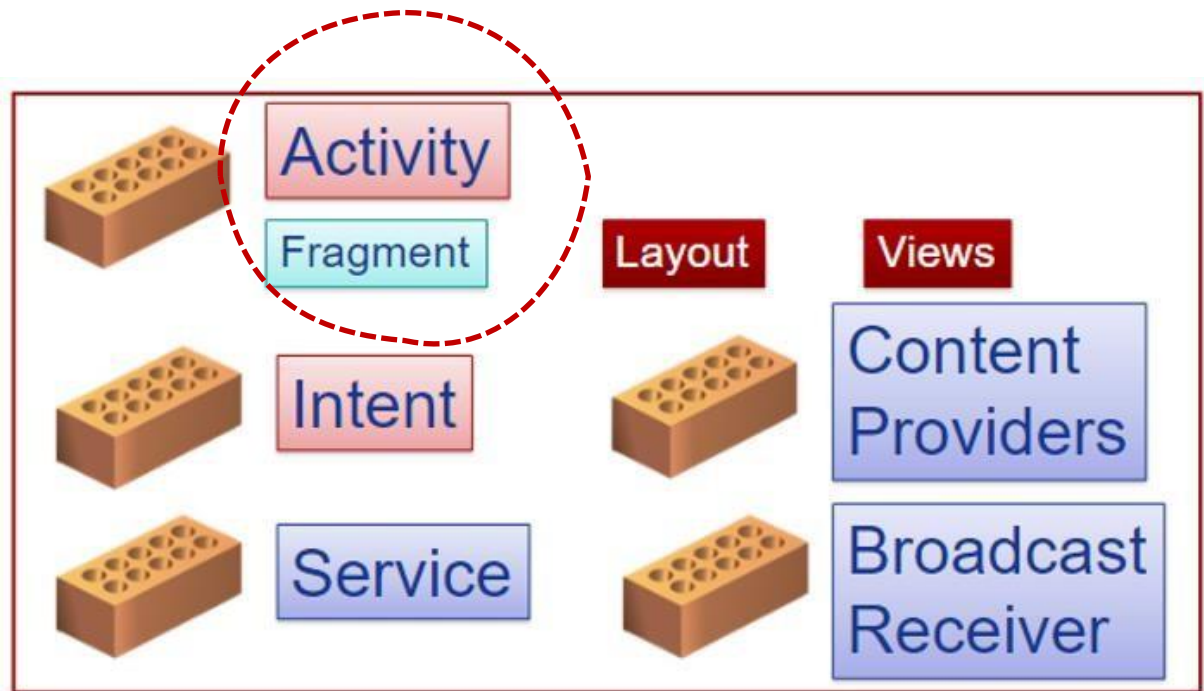 Activity
Fragment
Layout
Views
Intent
Content
Providers
Service
Broadcast
Receiver